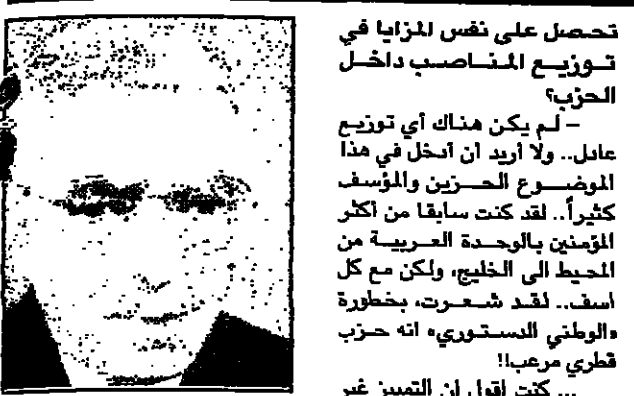 تحصل على نفس المزايا في
توزيع المناصب داخل
الحزب؟
– لم يكن هناك أي توزيع
عادل.. ولا أريد ان أدخل في هذا
الموضوع الحزين والمؤسف
كثيراً.. لقد كنت سابقا من اكثر
المؤمنين بالوحدة العربية من
المحيط الى الخليج، ولكن مع كل
اسف.. لقد شعرت، بخطورة
«الوطني الدستوري» انه حزب
قطري مرعب!!
... كنت اقول ان التمييز غير